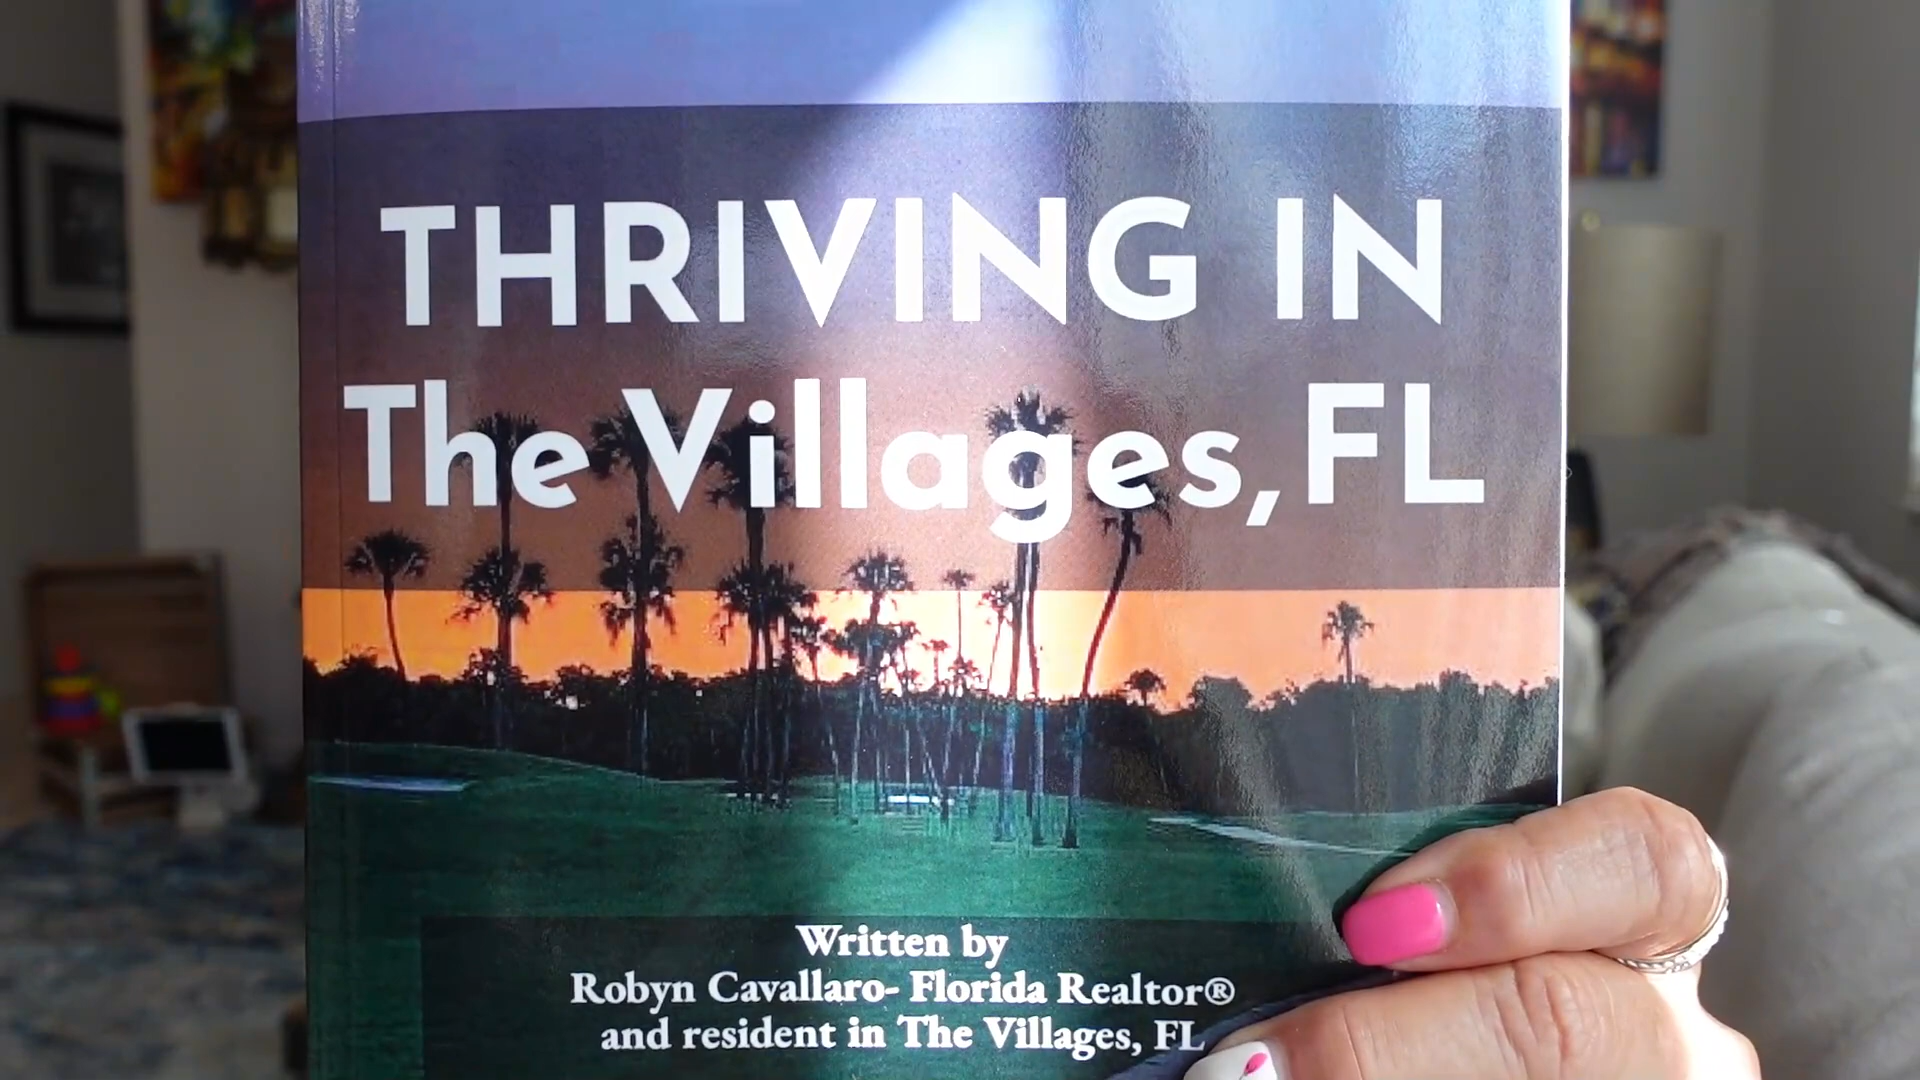 THRIVING IN
The Villages, FL
Written by
Robyn Cavallaro- Florida Realtor®
and resident in The Villages, FL